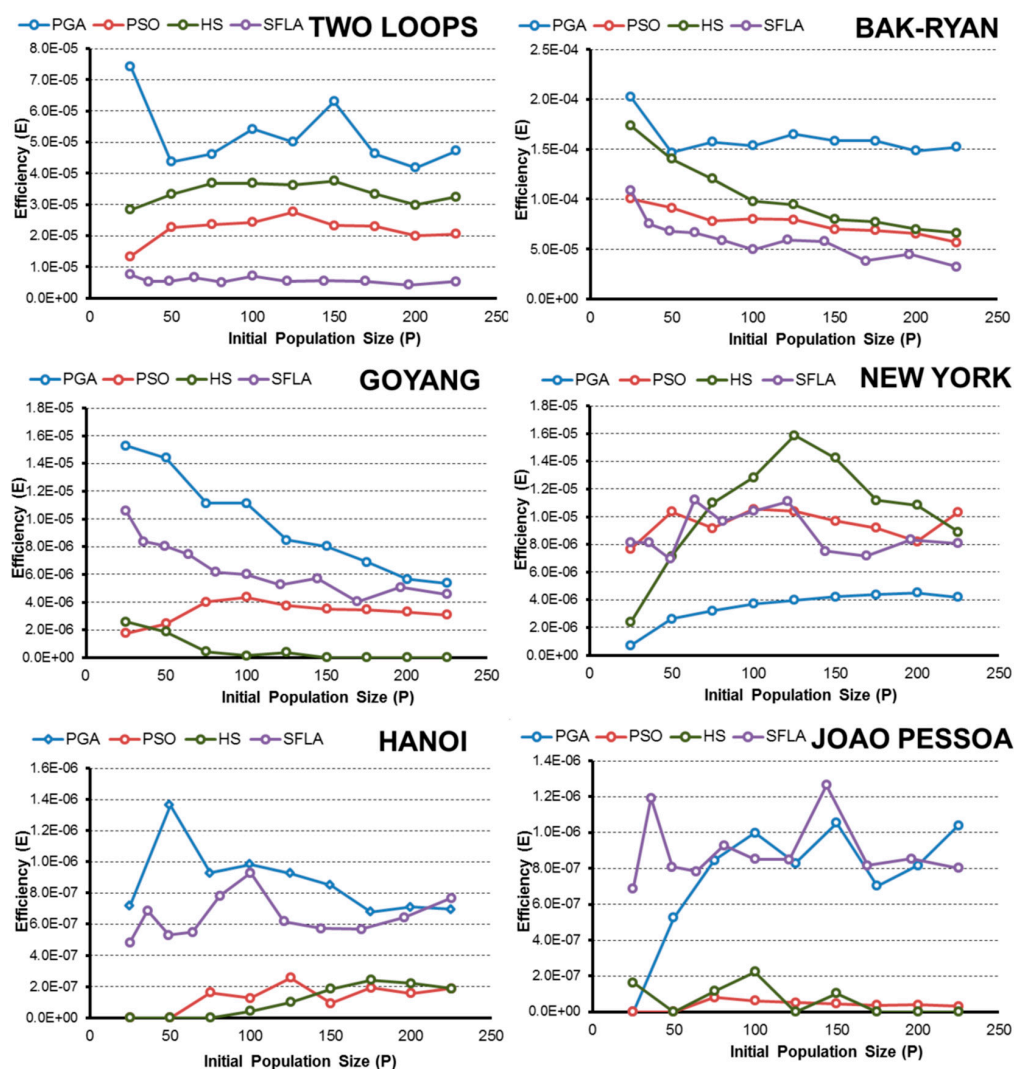 PGA PSO HS SFLA TWO LOOPS
8.0E-05
7.0E-05
6.0E-05
5.0E-05
4.0E-05
3.0E-05
2.0E-05
1.0E-05
0.0E+00
Efficiency (E)
0 50 100 150 200 250
Initial Population Size (P)
PGA PSO HS SFLA BAK-RYAN
2.5E-04
2.0E-04
1.5E-04
1.0E-04
5.0E-05
0.0E+00
Efficiency (E)
0 50 100 150 200 250
Initial Population Size (P)
PGA PSO HS SFLA GOYANG
1.8E-05
1.6E-05
1.4E-05
1.2E-05
1.0E-05
8.0E-06
6.0E-06
4.0E-06
2.0E-06
0.0E+00
Efficiency (E)
0 50 100 150 200 250
Initial Population Size (P)
PGA PSO HS SFLA NEW YORK
1.8E-05
1.6E-05
1.4E-05
1.2E-05
1.0E-05
8.0E-06
6.0E-06
4.0E-06
2.0E-06
0.0E+00
Efficiency (E)
0 50 100 150 200 250
Initial Population Size (P)
PGA PSO HS SFLA HANOI
1.6E-06
1.4E-06
1.2E-06
1.0E-06
8.0E-07
6.0E-07
4.0E-07
2.0E-07
0.0E+00
Efficiency (E)
0 50 100 150 200 250
Initial Population Size (P)
PGA PSO HS SFLA JOAO PESSOA
1.4E-06
1.2E-06
1.0E-06
8.0E-07
6.0E-07
4.0E-07
2.0E-07
0.0E+00
Efficiency (E)
0 50 100 150 200 250
Initial Population Size (P)